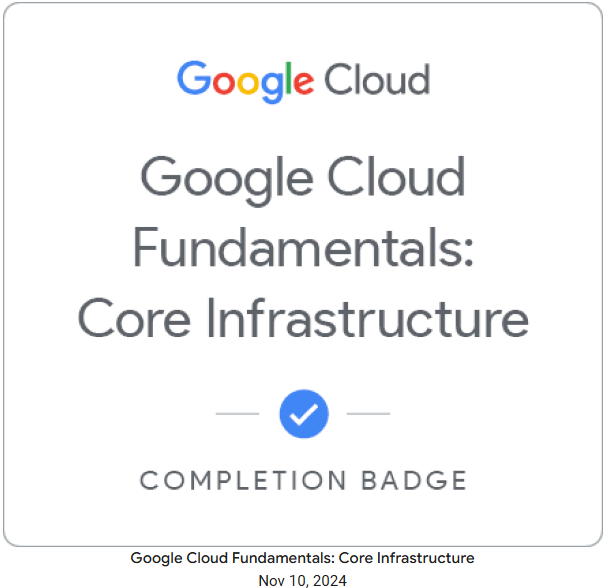 Google Cloud
Google Cloud
Fundamentals:
Core Infrastructure
COMPLETION BADGE
Google Cloud Fundamentals: Core Infrastructure
Nov 10, 2024